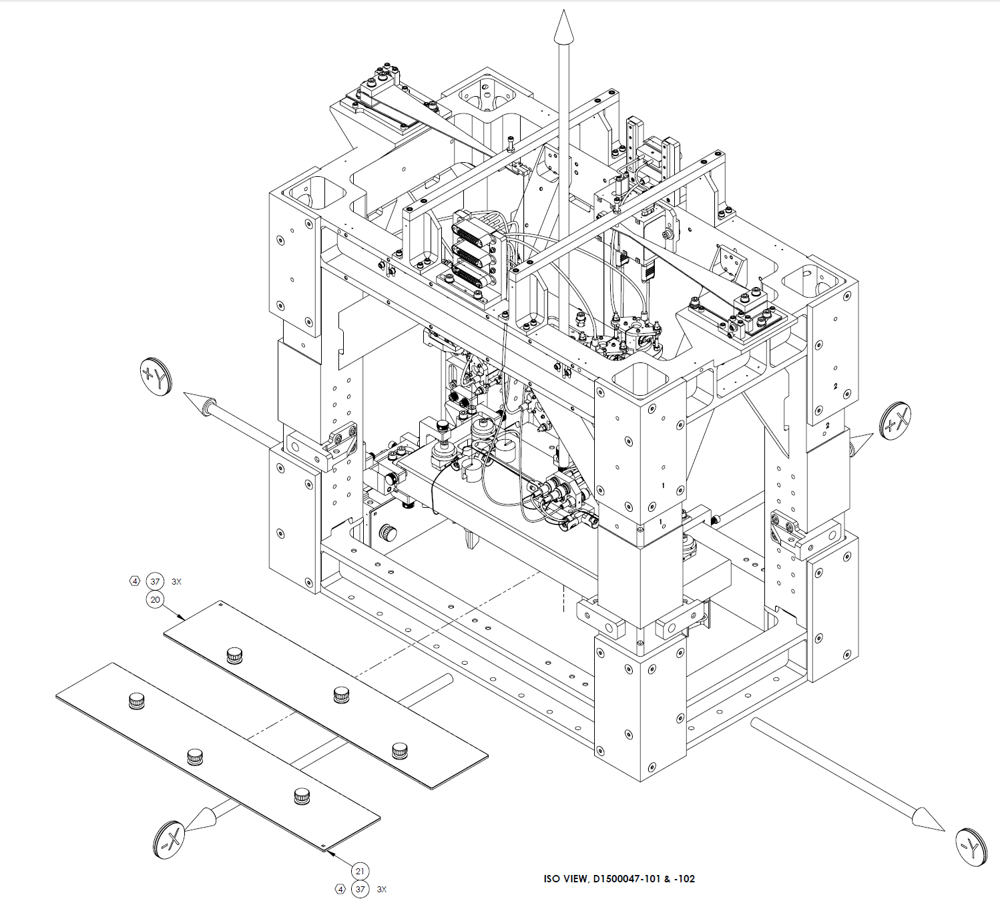 +Y
2
2
+X
1
1
4 37 3X
20
-X
-Y
21
4 37 3X
ISO VIEW, D1500047-101 & -102